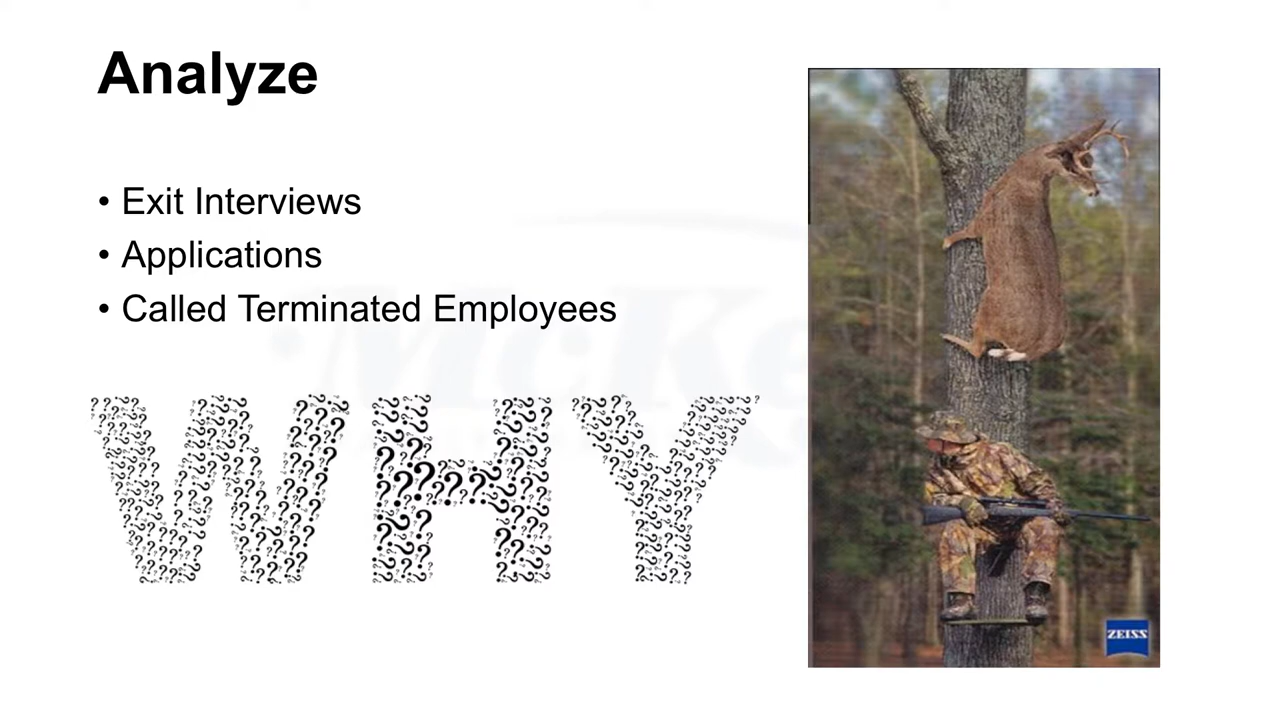 Analyze
• Exit Interviews
• Applications
• Called Terminated Employees
WHY
ZEISS